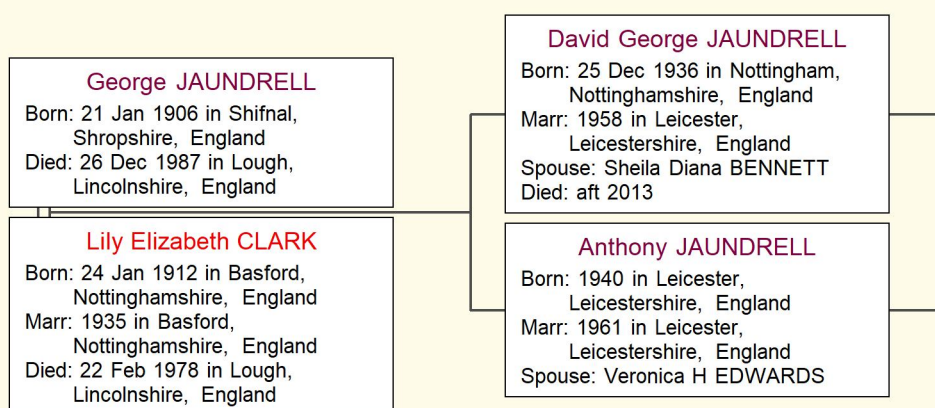 George JAUNDRELL
Born: 21 Jan 1906 in Shifnal,
Shropshire, England
Died: 26 Dec 1987 in Lough,
Lincolnshire, England
Lily Elizabeth CLARK
Born: 24 Jan 1912 in Basford,
Nottinghamshire, England
Marr: 1935 in Basford,
Nottinghamshire, England
Died: 22 Feb 1978 in Lough,
Lincolnshire, England
David George JAUNDRELL
Born: 25 Dec 1936 in Nottingham,
Nottinghamshire, England
Marr: 1958 in Leicester,
Leicestershire, England
Spouse: Sheila Diana BENNETT
Died: aft 2013
Anthony JAUNDRELL
Born: 1940 in Leicester,
Leicestershire, England
Marr: 1961 in Leicester,
Leicestershire, England
Spouse: Veronica H EDWARDS